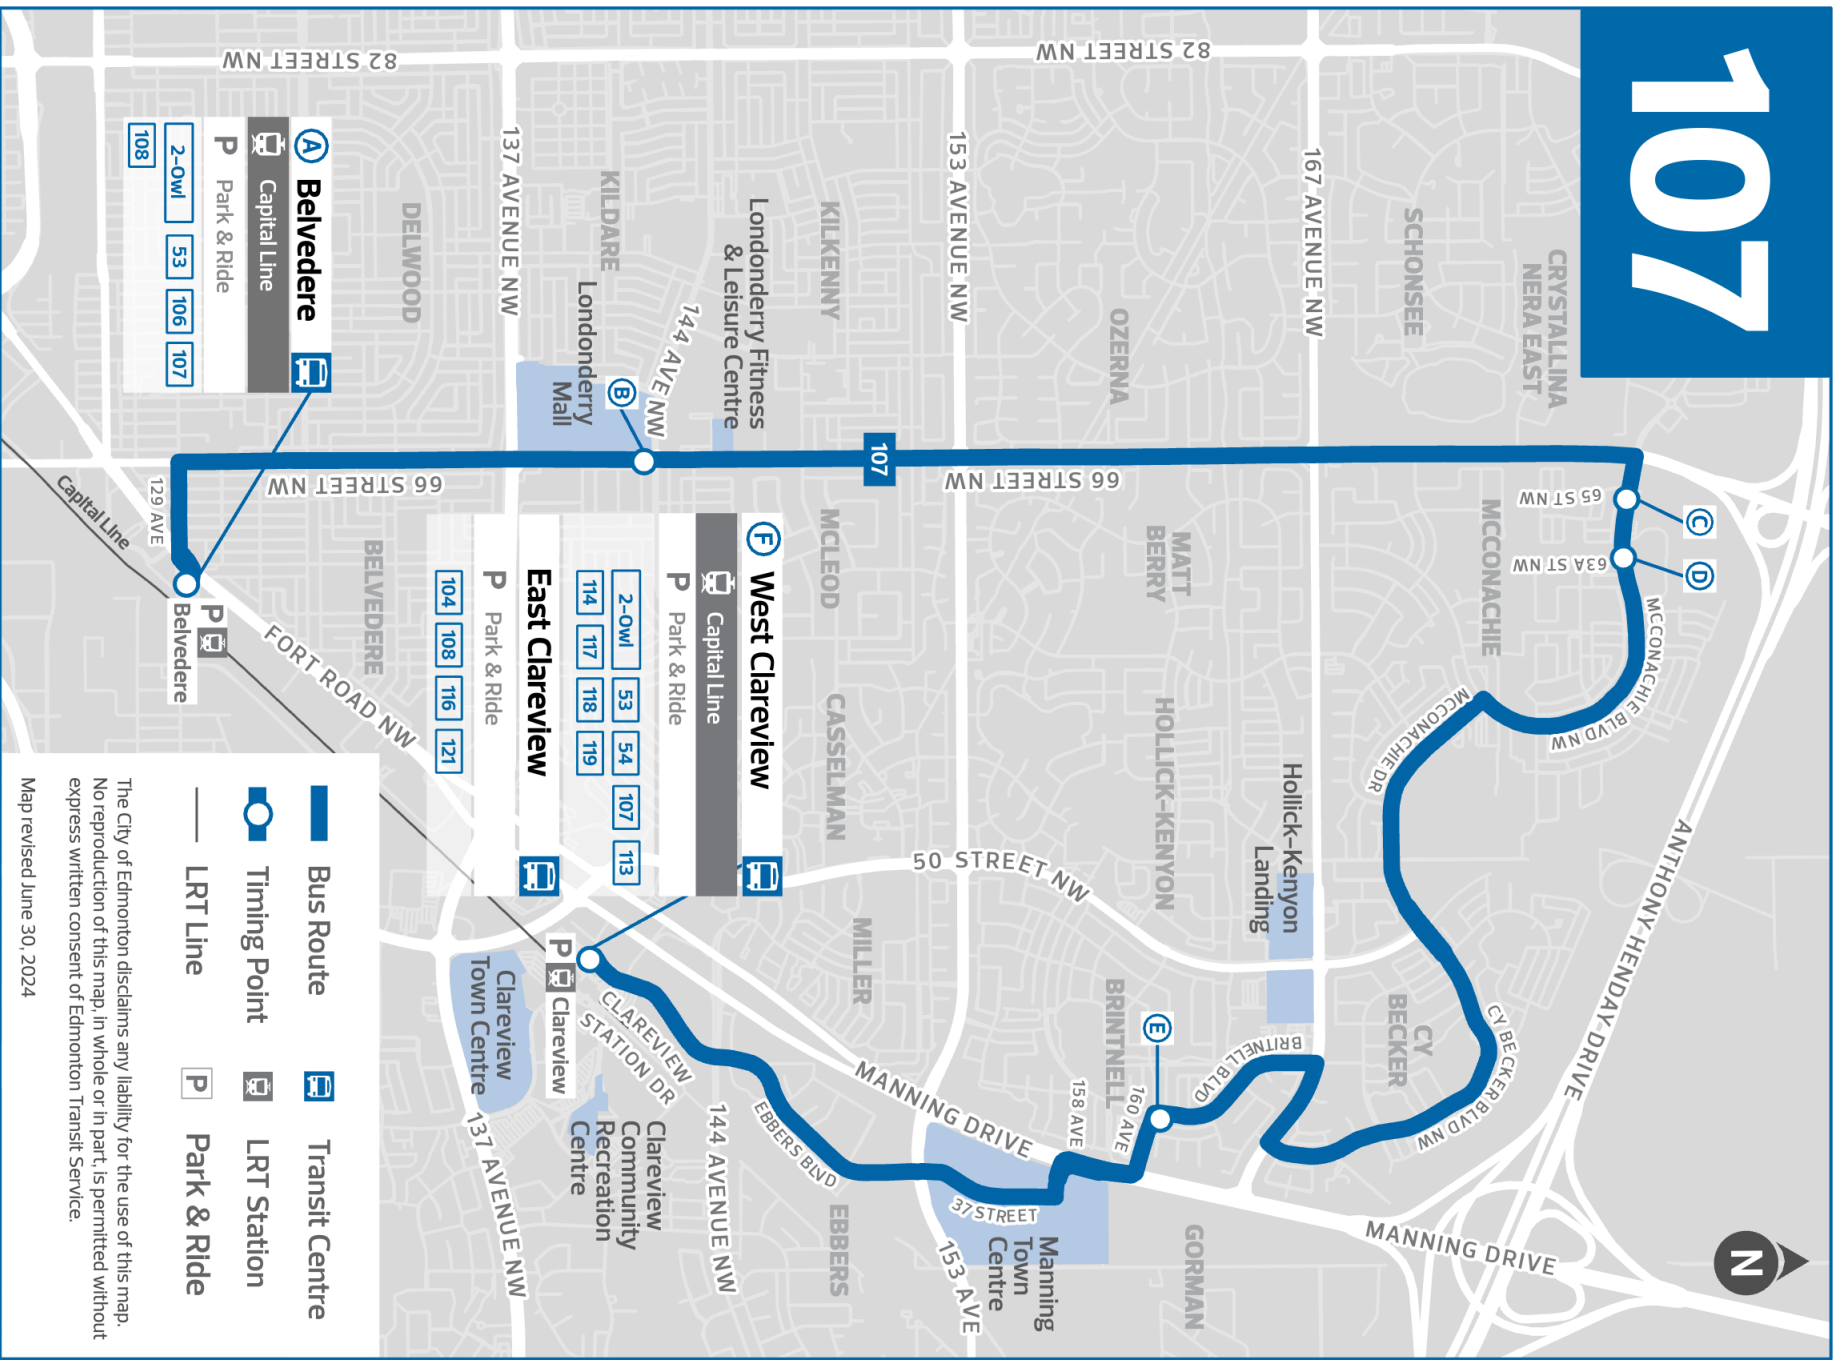 107
82 STREET NW
82 STREET NW
137 AVENUE NW
153 AVENUE NW
167 AVENUE NW
CRYSTALLINA
NERA EAST
SCHONSEE
OZERNA
KILKENNY
KILDARE
DELWOOD
Londonderry Fitness
& Leisure Centre
144 AVE NW
Londonderry
Mall
A Belvedere
Capital Line
P Park & Ride
2-Owl 53 106 107
108
B
107
66 STREET NW
66 STREET NW
129 AVE
Capital Line
C
65 ST NW
D
63A ST NW
MCCONACHIE
MCCONACHIE BLVD NW
MCCONACHIE DR
MATT
BERRY
MCLEOD
BELVEDERE
P
Belvedere
FORT ROAD NW
F West Clareview
Capital Line
P Park & Ride
2-Owl 53 54 107 113
114 117 118 119
East Clareview
P Park & Ride
104 108 116 121
HOLLICK-KENYON
CASSELMAN
Hollick-Kenyon
Landing
50 STREET NW
ANTHONY HENDAY DRIVE
MILLER
CY
BECKER
CY BECKER BLVD NW
BRINTNELL
BRITNELL BLVD
E
160 AVE
158 AVE
MANNING DRIVE
MANNING DRIVE
P
Clareview
CLAREVIEW
STATION DR
Clareview
Town Centre
Clareview
Community
Recreation
Centre
EBBERS BLVD
144 AVENUE NW
137 AVENUE NW
EBBERS
37 STREET
153 AVE
Manning
Town
Centre
GORMAN
N
Bus Route
Timing Point
LRT Line
Transit Centre
LRT Station
P Park & Ride
The City of Edmonton disclaims any liability for the use of this map.
No reproduction of this map, in whole or in part, is permitted without
express written consent of Edmonton Transit Service.
Map revised June 30, 2024